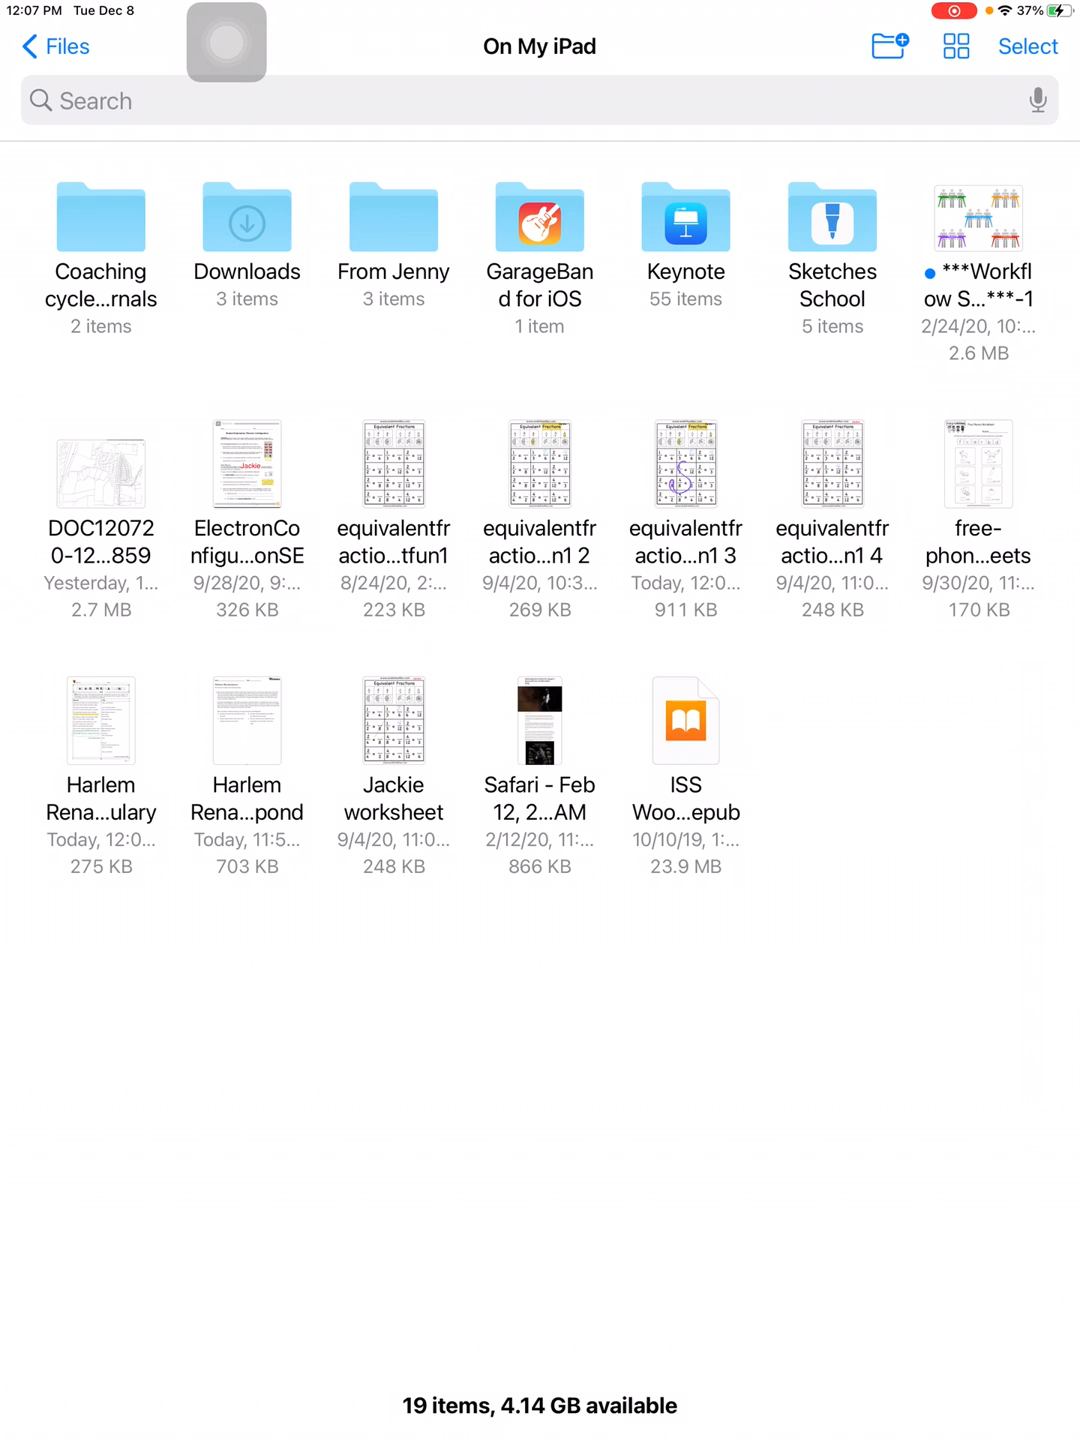 12:07 PM Tue Dec 8 37%
Files On My iPad Select
Search
Coaching cycle...rnals
2 items
Downloads
3 items
From Jenny
3 items
GarageBan
d for iOS
1 item
Keynote
55 items
Sketches
School
5 items
***Workfl
ow S...***-1
2/24/20, 10:...
2.6 MB
DOC12072
0-12...859
Yesterday, 1...
2.7 MB
ElectronCo
nfigu...onSE
9/28/20, 9:...
326 KB
equivalentfr
actio...tfun1
8/24/20, 2:...
223 KB
equivalentfr
actio...n1 2
9/4/20, 10:3...
269 KB
equivalentfr
actio...n1 3
Today, 12:0...
911 KB
equivalentfr
actio...n1 4
9/4/20, 11:0...
248 KB
free-
phon...eets
9/30/20, 11:...
170 KB
Harlem
Rena...ulary
Today, 12:0...
275 KB
Harlem
Rena...pond
Today, 11:5...
703 KB
Jackie
worksheet
9/4/20, 11:0...
248 KB
Safari - Feb
12, 2...AM
2/12/20, 11:...
866 KB
ISS
Woo...epub
10/10/19, 1:...
23.9 MB
19 items, 4.14 GB available